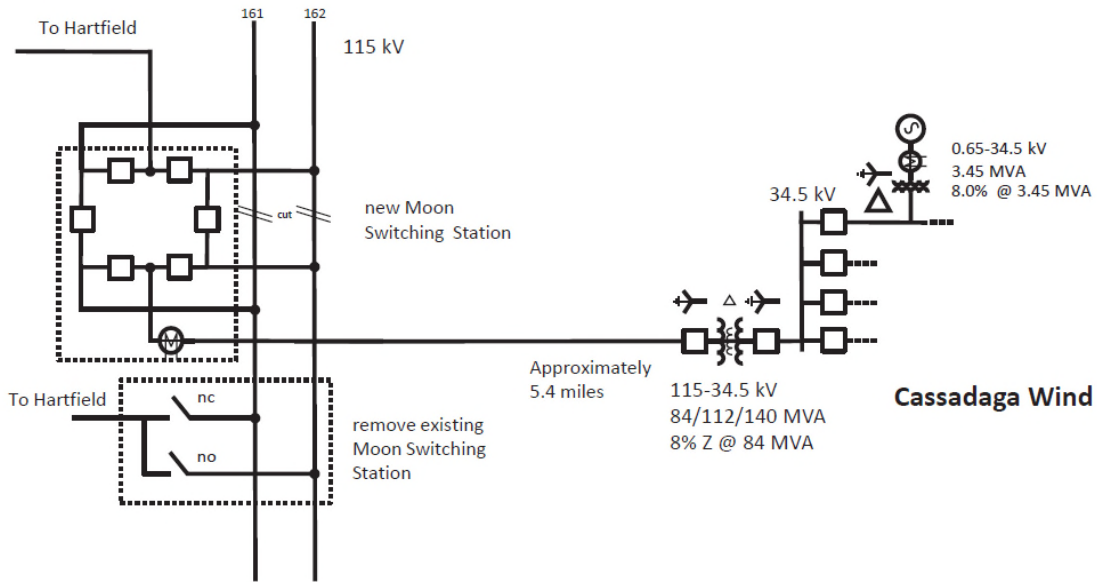 161 162
To Hartfield
115 kV
cut
new Moon
Switching Station
0.65-34.5 kV
3.45 MVA
8.0% @ 3.45 MVA
34.5 kV
M
Approximately
5.4 miles
115-34.5 kV
84/112/140 MVA
8% Z @ 84 MVA
Cassadaga Wind
To Hartfield
nc
no
remove existing
Moon Switching
Station